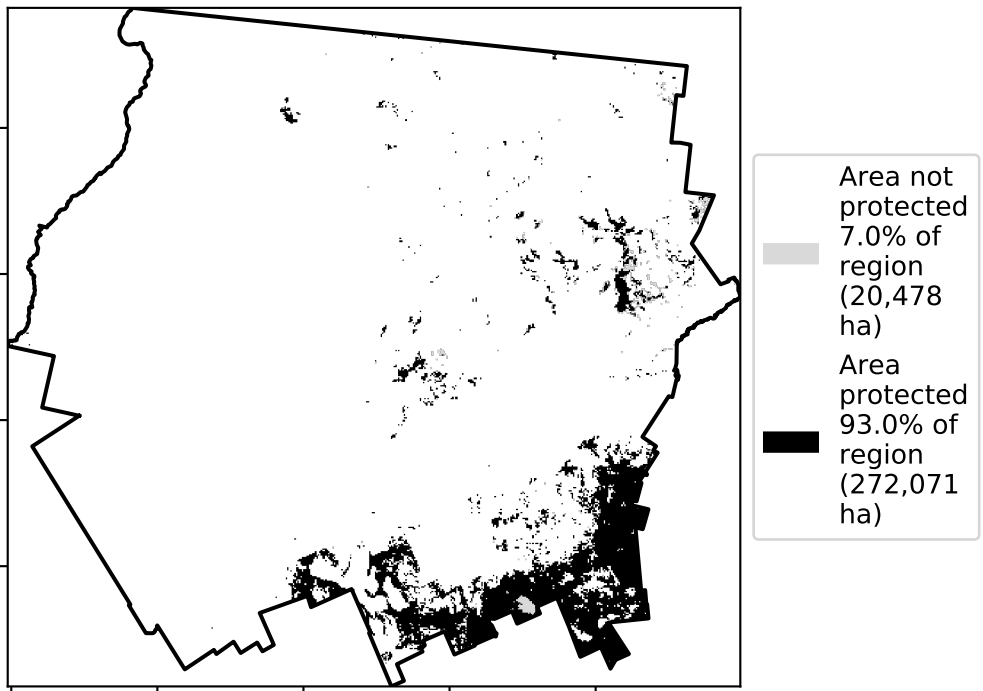 Area not
protected
7.0% of
region
(20,478
ha)
Area
protected
93.0% of
region
(272,071
ha)